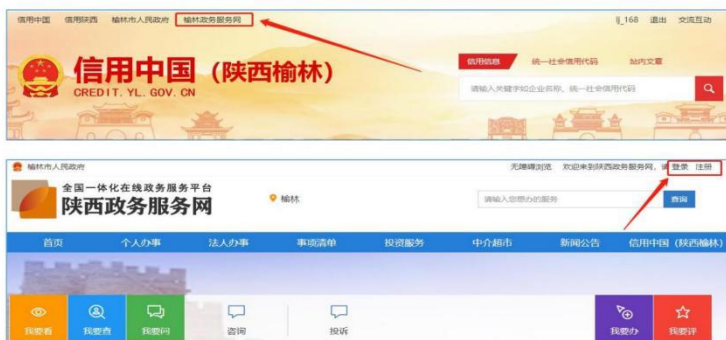 信用中国 信用陕西 榆林市人民政府 榆林政务服务网 lj_168 退出 交流互动
信用中国（陕西榆林）
CREDIT. YL. GOV. CN
信用信息 统一社会信用代码 站内文章
请输入关键字如企业名称、统一社会信用代码
榆林市人民政府 无障碍浏览 欢迎来到陕西政务服务网，请 登录 注册
全国一体化在线政务服务平台
陕西政务服务网
榆林
请输入您想办的服务 查询
首页 个人办事 法人办事 事项清单 投资服务 中介超市 新闻公告 信用中国（陕西榆林）
我要看 我要查 我要问 咨询 投诉 我要办 我要评